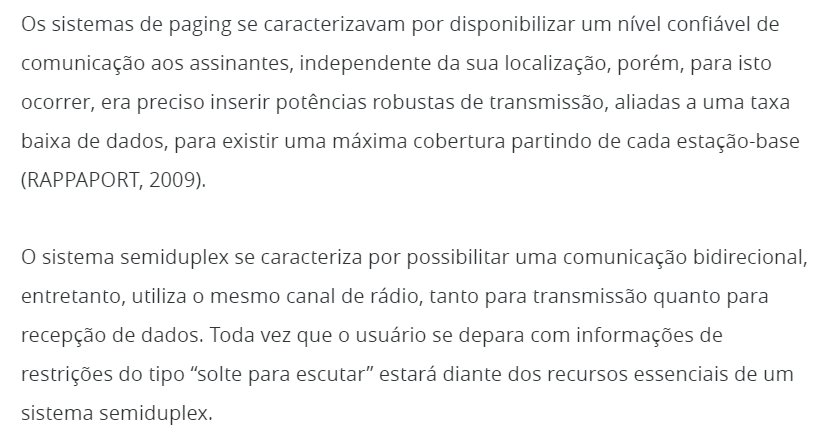 Os sistemas de paging se caracterizavam por disponibilizar um nível confiável de
comunicação aos assinantes, independente da sua localização, porém, para isto
ocorrer, era preciso inserir potências robustas de transmissão, aliadas a uma taxa
baixa de dados, para existir uma máxima cobertura partindo de cada estação-base
(RAPPAPORT, 2009).
O sistema semiduplex se caracteriza por possibilitar uma comunicação bidirecional,
entretanto, utiliza o mesmo canal de rádio, tanto para transmissão quanto para
recepção de dados. Toda vez que o usuário se depara com informações de
restrições do tipo “solte para escutar” estará diante dos recursos essenciais de um
sistema semiduplex.